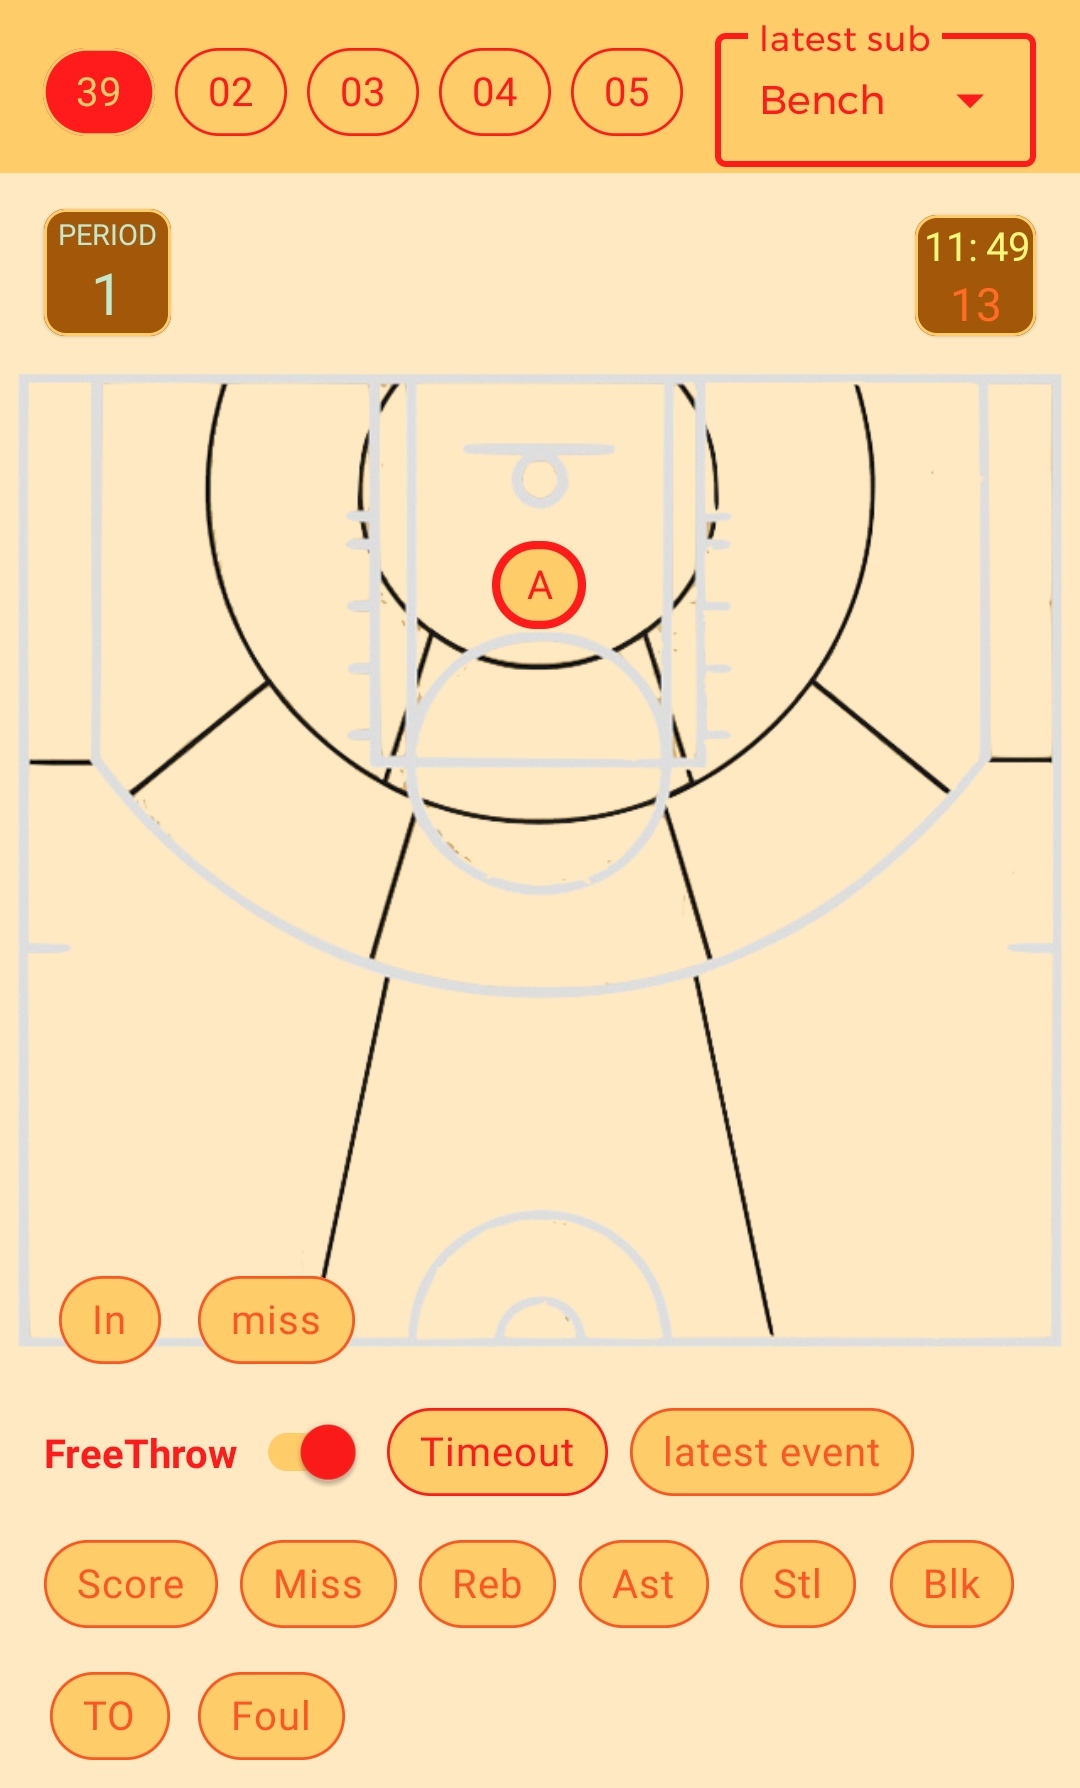 latest sub
39 02 03 04 05 Bench
PERIOD
1
11: 49
13
A
In miss
FreeThrow Timeout latest event
Score Miss Reb Ast Stl Blk
TO Foul